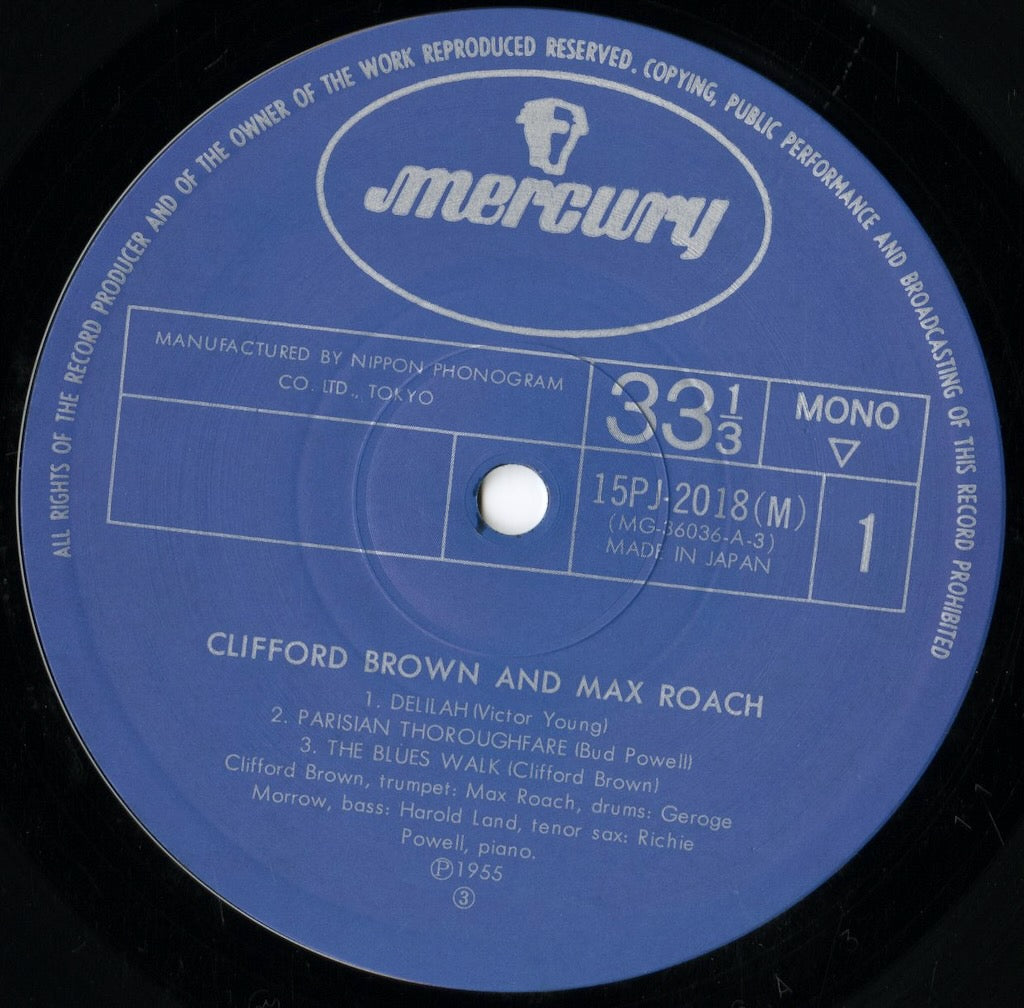 ALL RIGHTS OF THE RECORD PRODUCER AND OF THE OWNER OF THE WORK REPRODUCED RESERVED. COPYING, PUBLIC PERFORMANCE AND BROADCASTING OF THIS RECORD PROHIBITED
mercury
MANUFACTURED BY NIPPON PHONOGRAM
CO. LTD., TOKYO
33 1/3
MONO
▽
15PJ-2018(M)
(MG-36036-A-3)
MADE IN JAPAN
1
CLIFFORD BROWN AND MAX ROACH
1. DELILAH (Victor Young)
2. PARISIAN THOROUGHFARE (Bud Powell)
3. THE BLUES WALK (Clifford Brown)
Clifford Brown, trumpet: Max Roach, drums: Geroge
Morrow, bass: Harold Land, tenor sax: Richie
Powell, piano.
Ⓟ1955
③